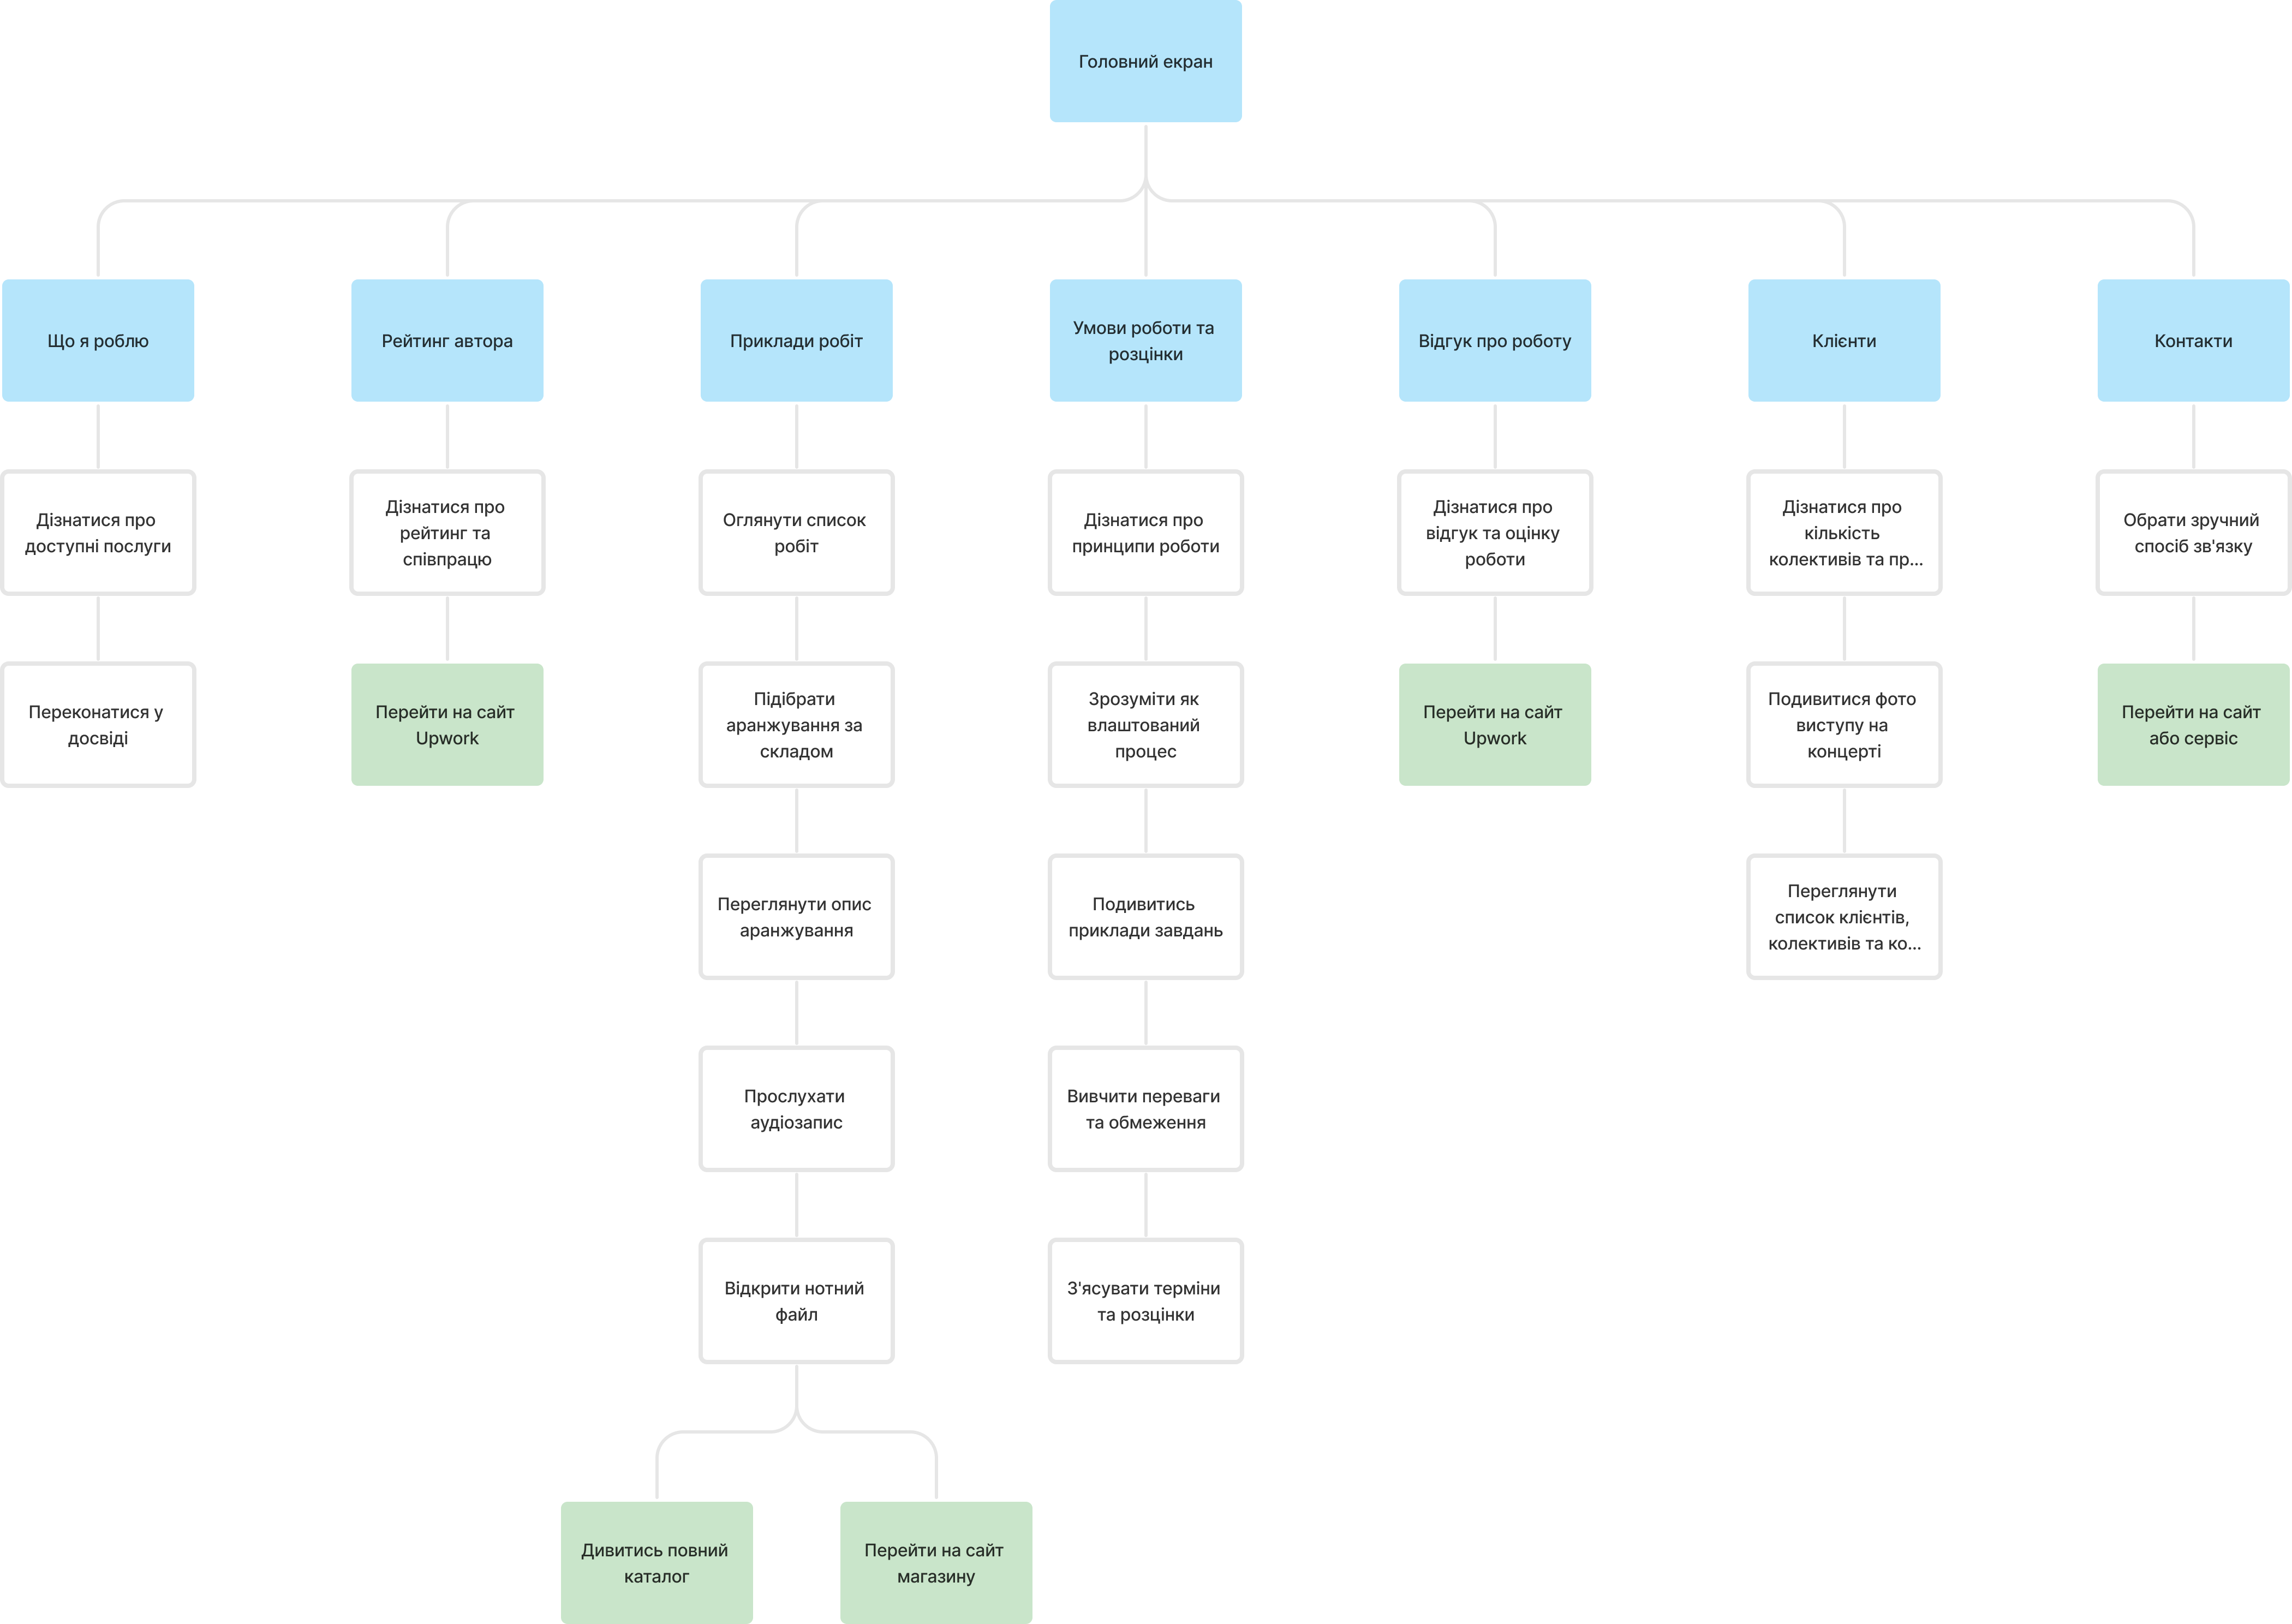 Головний екран
Що я роблю
Рейтинг автора
Приклади робіт
Умови роботи та
розцінки
Відгук про роботу
Клієнти
Контакти
Дізнатися про
доступні послуги
Дізнатися про
рейтинг та
співпрацю
Оглянути список
робіт
Дізнатися про
принципи роботи
Дізнатися про
відгук та оцінку
роботи
Дізнатися про
кількість
колективів та пр...
Обрати зручний
спосіб зв'язку
Переконатися у
досвіді
Перейти на сайт
Upwork
Підібрати
аранжування за
складом
Зрозуміти як
влаштований
процес
Перейти на сайт
Upwork
Подивитися фото
виступу на
концерті
Перейти на сайт
або сервіс
Переглянути опис
аранжування
Подивитись
приклади завдань
Переглянути
список клієнтів,
колективів та ко...
Прослухати
аудіозапис
Вивчити переваги
та обмеження
Відкрити нотний
файл
З'ясувати терміни
та розцінки
Дивитись повний
каталог
Перейти на сайт
магазину